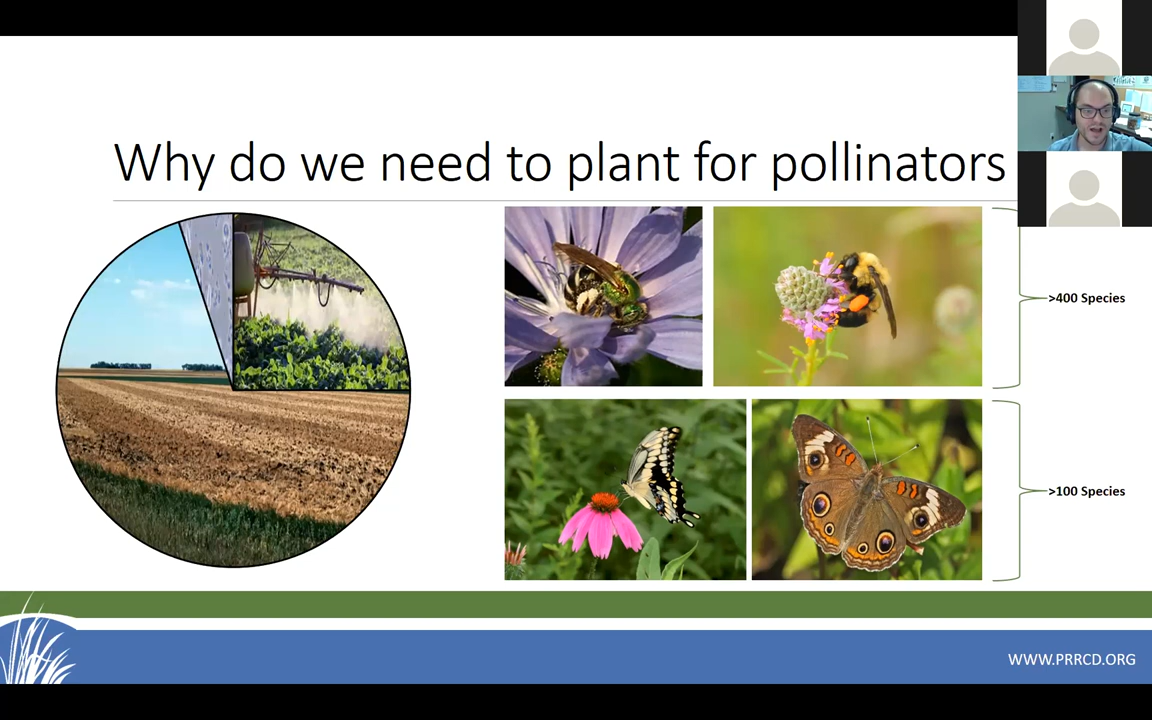 Why do we need to plant for pollinators
>400 Species
>100 Species
WWW.PRRCD.ORG